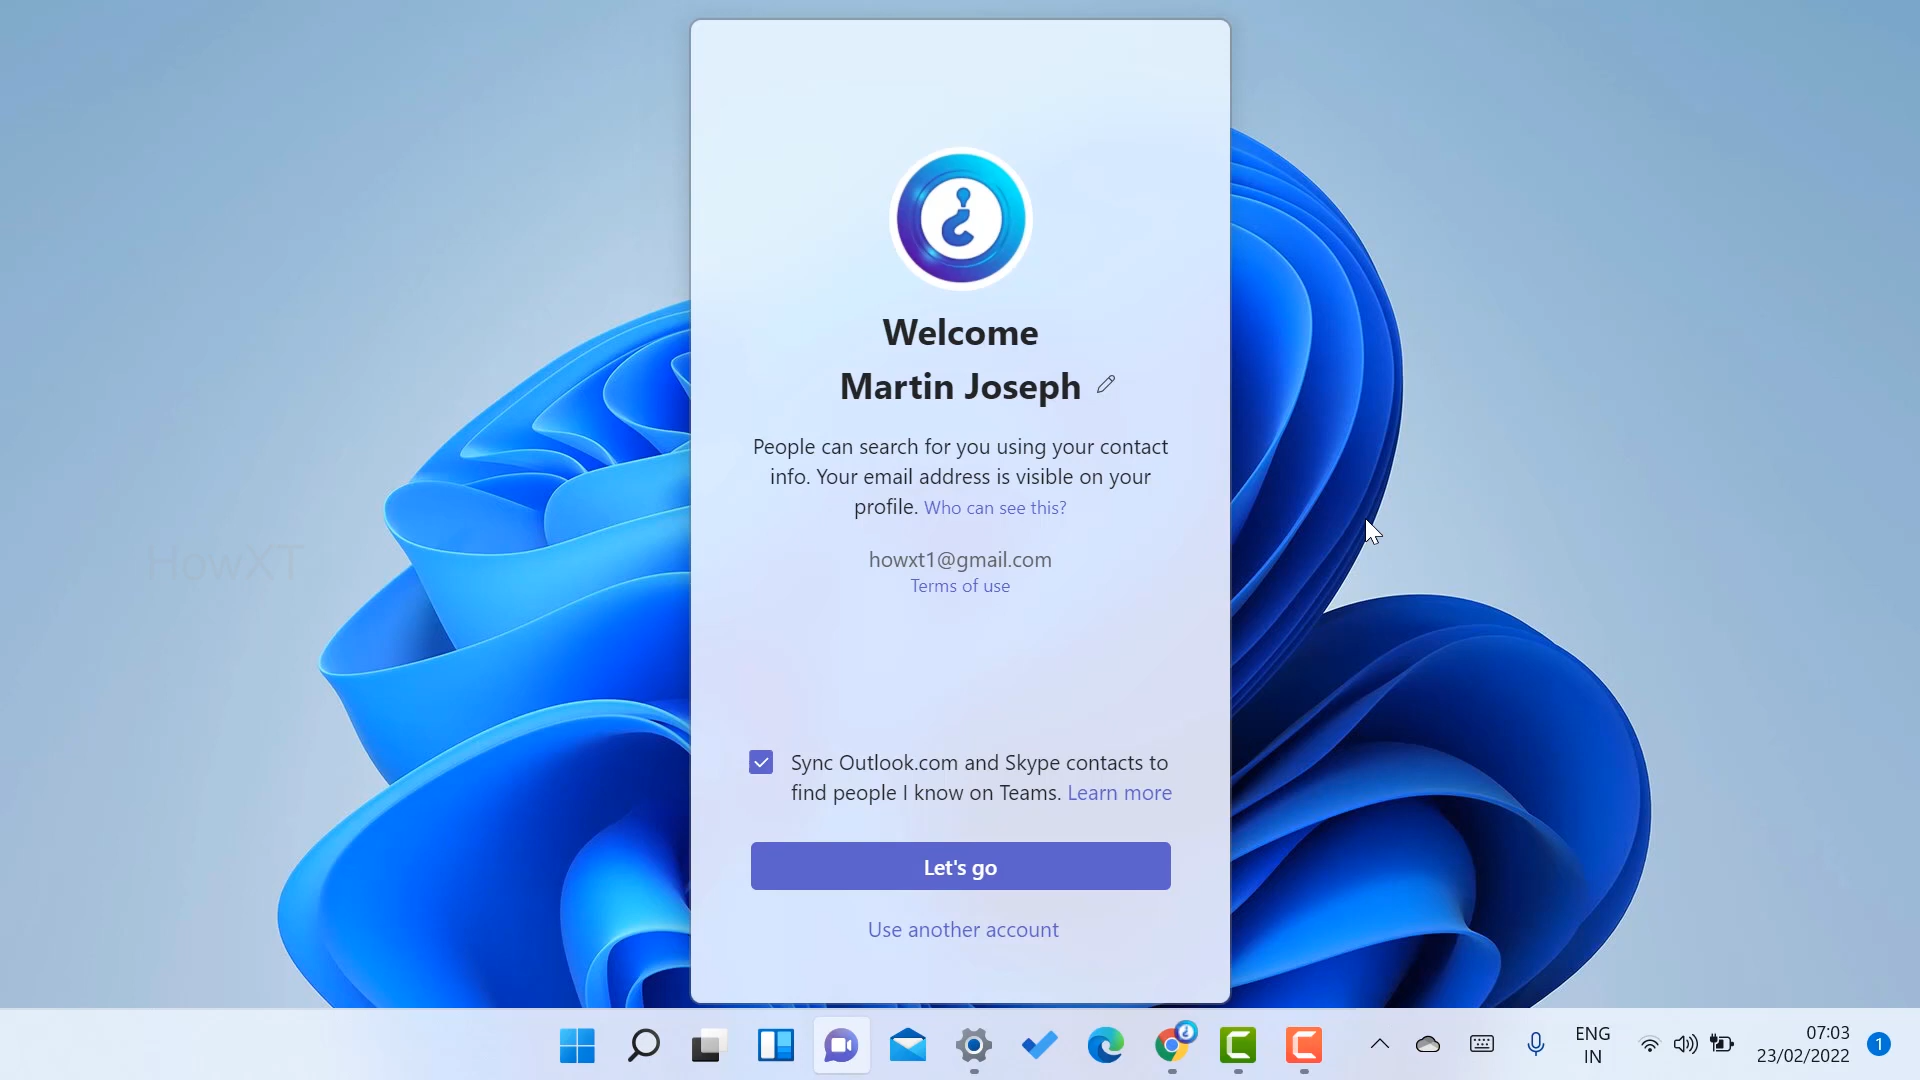 Welcome
Martin Joseph
People can search for you using your contact
info. Your email address is visible on your
profile. Who can see this?
howxt1@gmail.com
Terms of use
HowXT
Sync Outlook.com and Skype contacts to
find people I know on Teams. Learn more
Let's go
Use another account
ENG
IN
07:03
23/02/2022
1